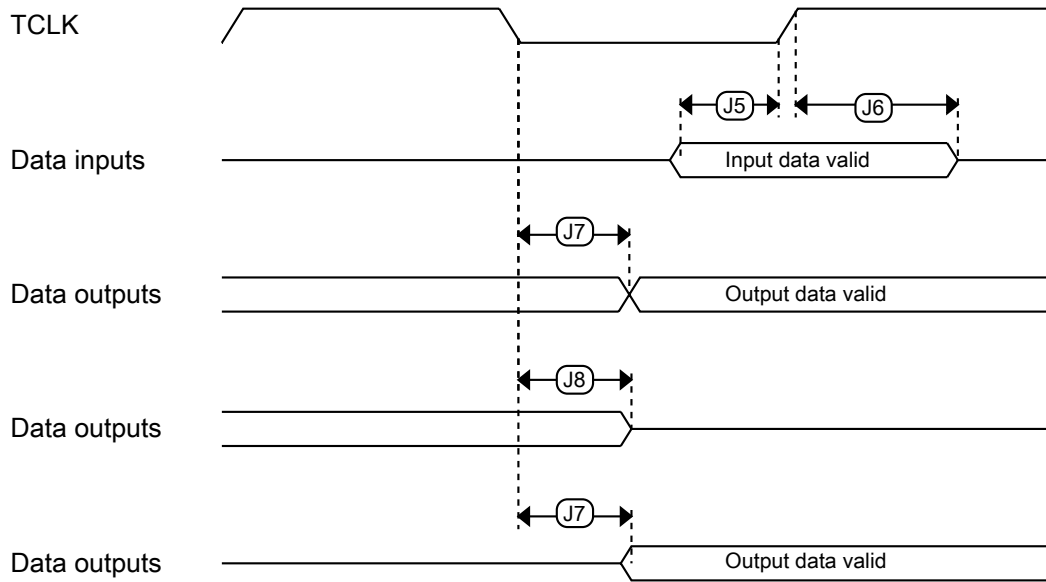 TCLK
J5
J6
Data inputs
Input data valid
J7
Data outputs
Output data valid
J8
Data outputs
J7
Data outputs
Output data valid